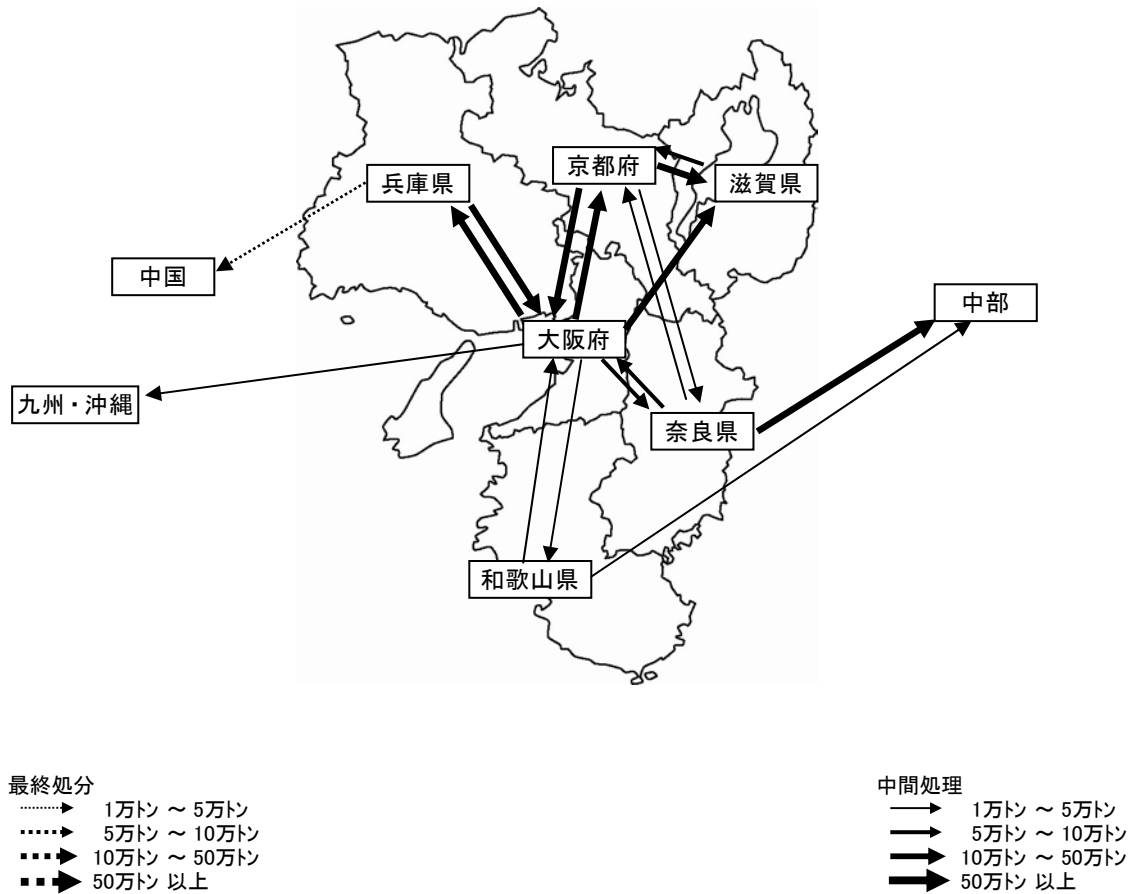 京都府
兵庫県
滋賀県
中国
中部
大阪府
九州・沖縄
奈良県
和歌山県
最終処分
1万トン ～ 5万トン
5万トン ～ 10万トン
10万トン ～ 50万トン
50万トン 以上
中間処理
1万トン ～ 5万トン
5万トン ～ 10万トン
10万トン ～ 50万トン
50万トン 以上